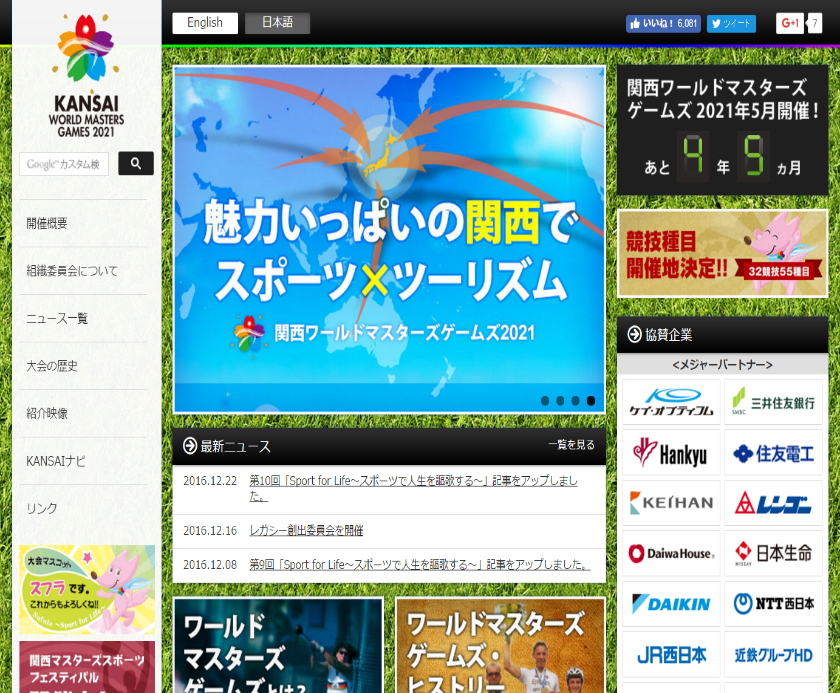 English
日本語
いいね！ 6,081
ツイート
G+1
7
KANSAI
WORLD MASTERS
GAMES 2021
Google™ カスタム検
開催概要
組織委員会について
ニュース一覧
大会の歴史
紹介映像
KANSAIナビ
リンク
大会マスコット
スフラです。
これからもよろしくね!!
Sufula ~Sport for Life
関西マスターズスポーツ
フェスティバル
魅力いっぱいの関西で
スポーツ×ツーリズム
関西ワールドマスターズゲームズ2021
最新ニュース
一覧を見る
2016.12.22 第10回「Sport for Life～スポーツで人生を謳歌する～」記事をアップしまし
た。
2016.12.16 レガシー創出委員会を開催
2016.12.08 第9回「Sport for Life～スポーツで人生を謳歌する～」記事をアップしました。
ワールド
マスターズ
ゲームズとは？
ワールドマスターズ
ゲームズ・
ヒストリー
関西ワールドマスターズ
ゲームズ 2021年5月開催！
あと 4 年 5 ヵ月
競技種目
開催地決定!!
32競技55種目
協賛企業
<メジャーパートナー>
ケイ・オプティコム
SMBC 三井住友銀行
Hankyu
住友電工
KEIHAN
レンゴー
Daiwa House®
NISSAY 日本生命
DAIKIN
NTT西日本
JR西日本
近鉄グループHD